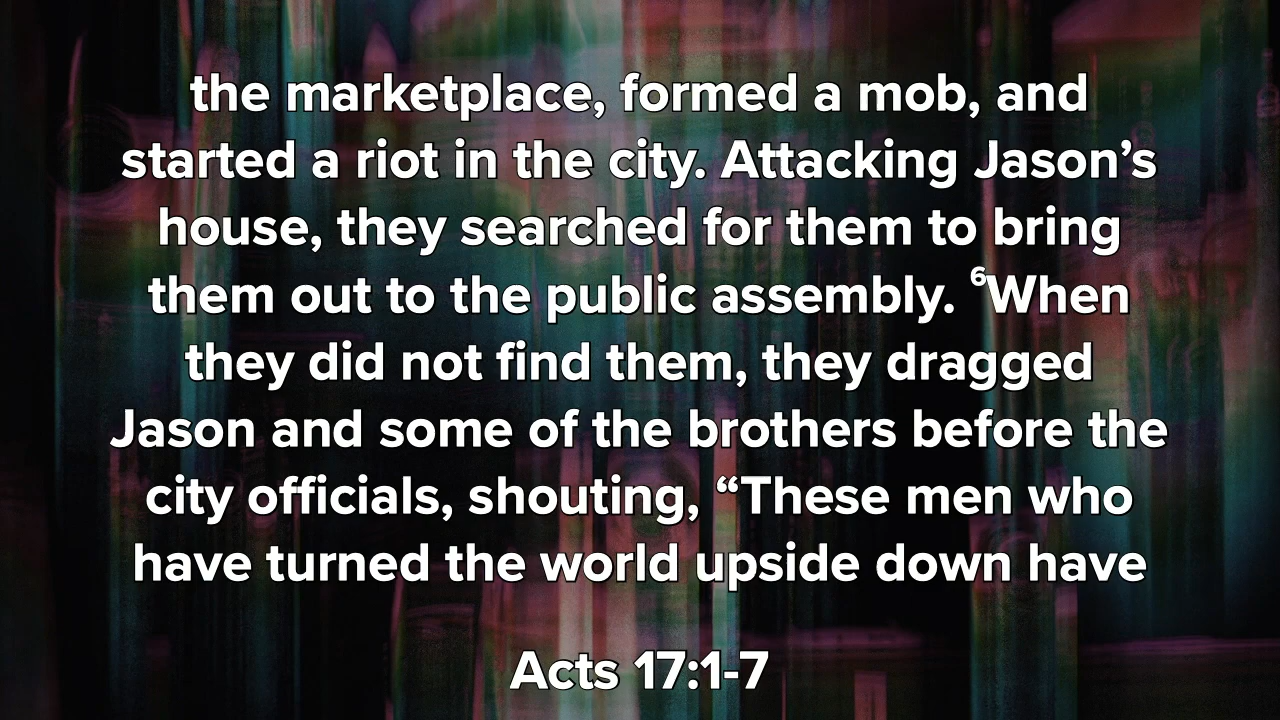 the marketplace, formed a mob, and
started a riot in the city. Attacking Jason’s
house, they searched for them to bring
them out to the public assembly. ⁶When
they did not find them, they dragged
Jason and some of the brothers before the
city officials, shouting, “These men who
have turned the world upside down have
Acts 17:1-7